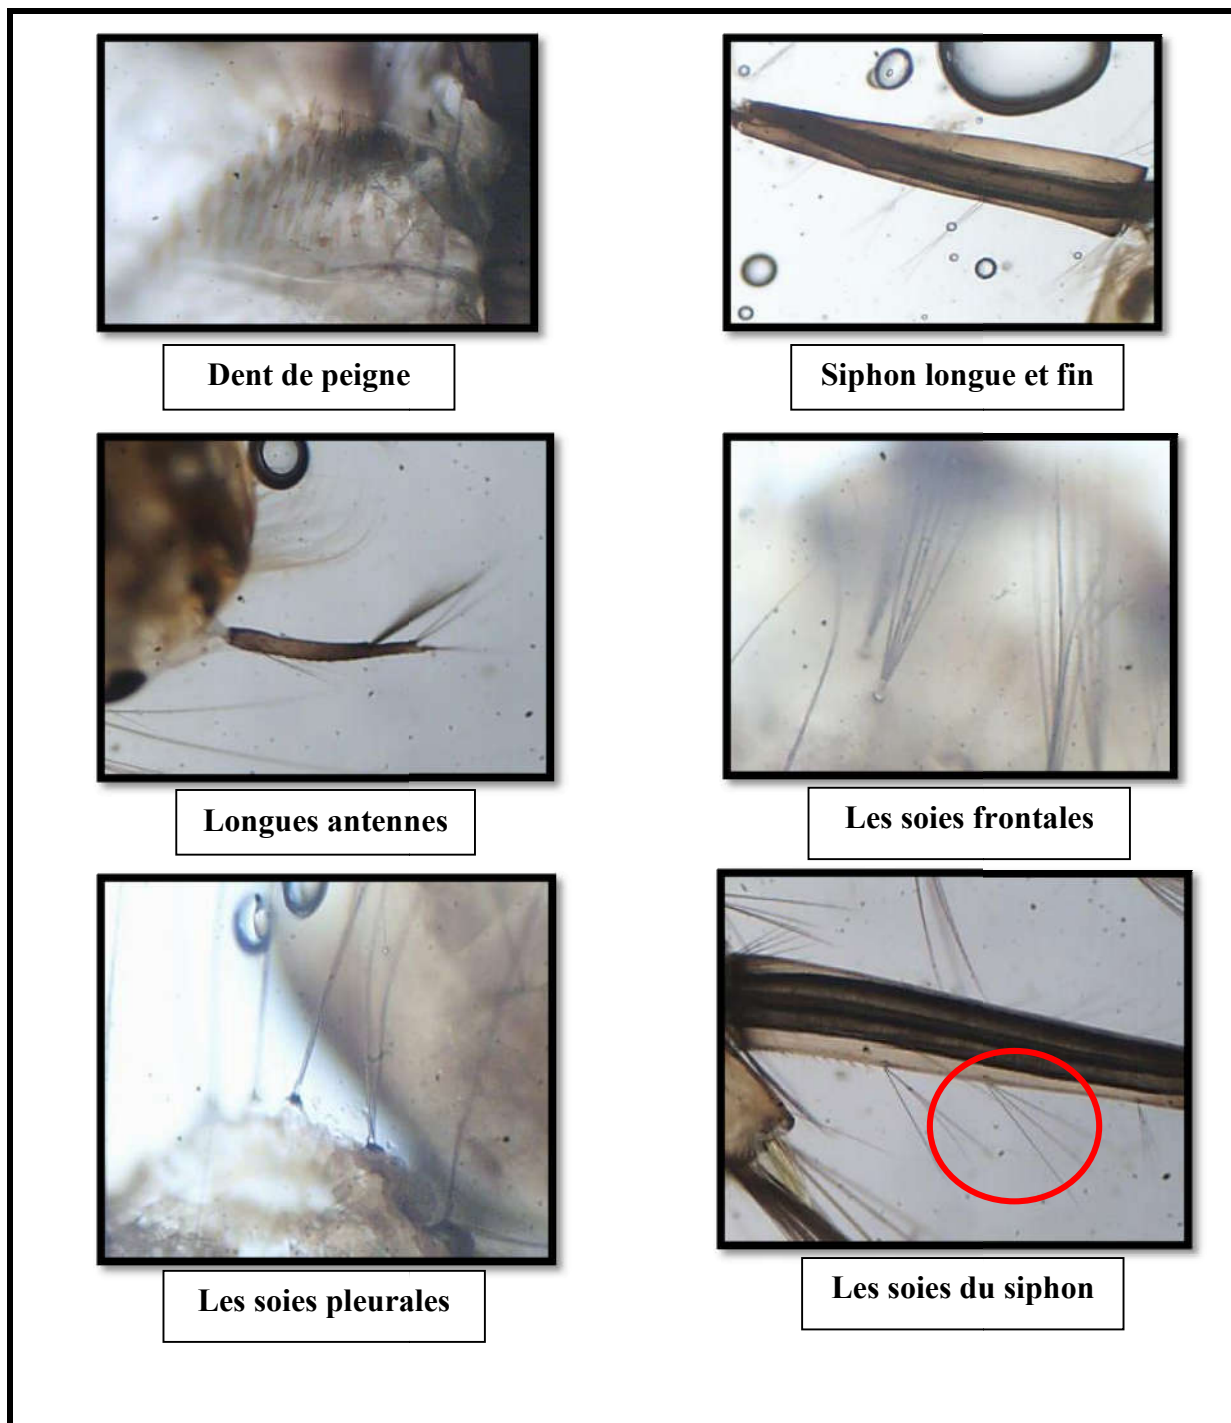 Dent de peigne
Siphon longue et fin
Longues antennes
Les soies frontales
Les soies pleurales
Les soies du siphon